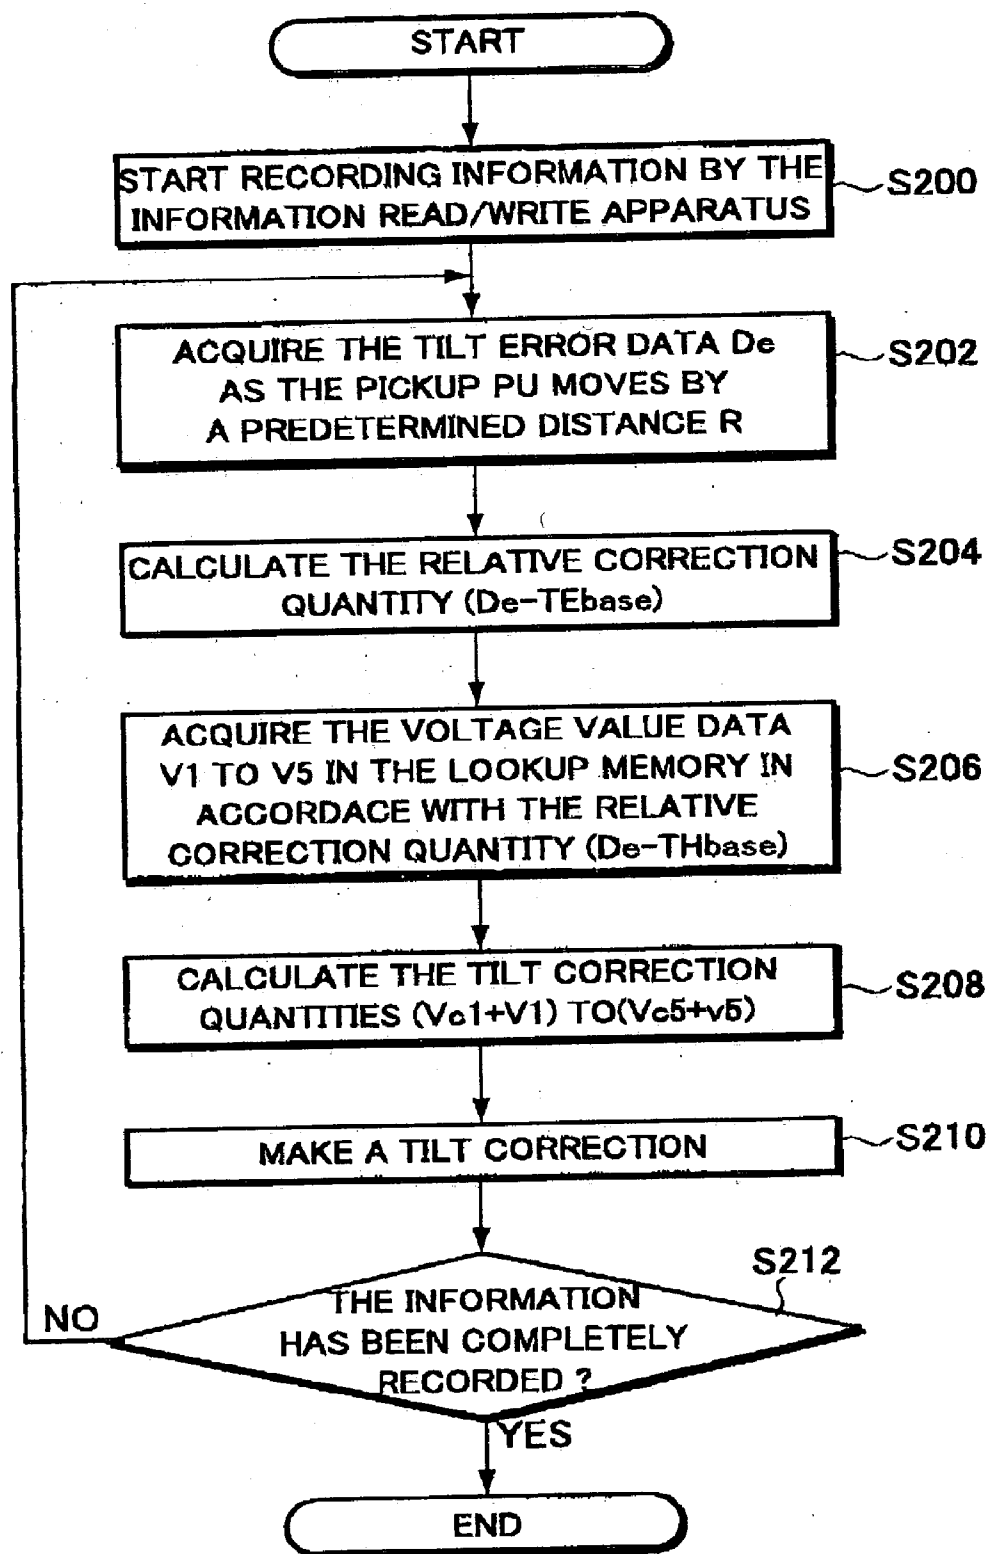 START
START RECORDING INFORMATION BY THE
INFORMATION READ/WRITE APPARATUS
S200
ACQUIRE THE TILT ERROR DATA De
AS THE PICKUP PU MOVES BY
A PREDETERMINED DISTANCE R
S202
CALCULATE THE RELATIVE CORRECTION
QUANTITY (De-TEbase)
S204
ACQUIRE THE VOLTAGE VALUE DATA
V1 TO V5 IN THE LOOKUP MEMORY IN
ACCORDACE WITH THE RELATIVE
CORRECTION QUANTITY (De-THbase)
S206
CALCULATE THE TILT CORRECTION
QUANTITIES (Vc1+V1) TO(Vc5+v5)
S208
MAKE A TILT CORRECTION
S210
S212
THE INFORMATION
HAS BEEN COMPLETELY
RECORDED ?
NO
YES
END